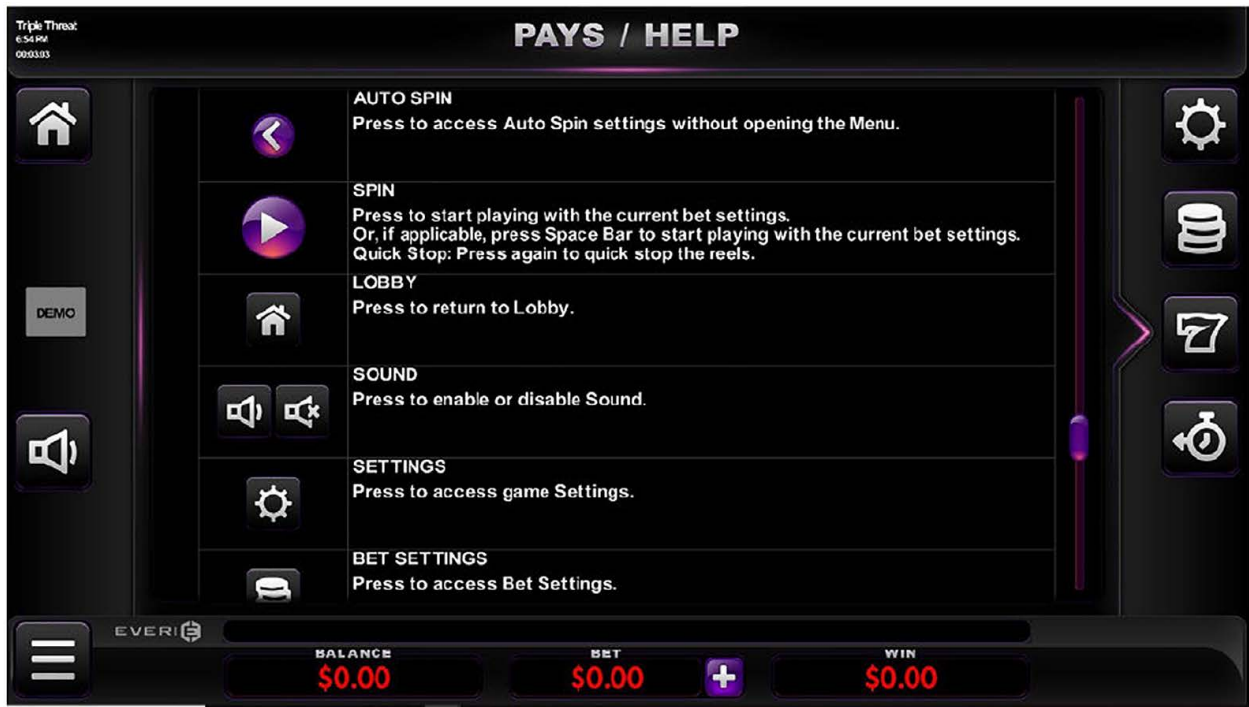 Triple Threat
6:54 PM
00:03:03
PAYS / HELP
AUTO SPIN
Press to access Auto Spin settings without opening the Menu.
SPIN
Press to start playing with the current bet settings.
Or, if applicable, press Space Bar to start playing with the current bet settings.
Quick Stop: Press again to quick stop the reels.
LOBBY
Press to return to Lobby.
DEMO
SOUND
Press to enable or disable Sound.
SETTINGS
Press to access game Settings.
BET SETTINGS
Press to access Bet Settings.
EVERI
BALANCE
$0.00
BET
$0.00
WIN
$0.00